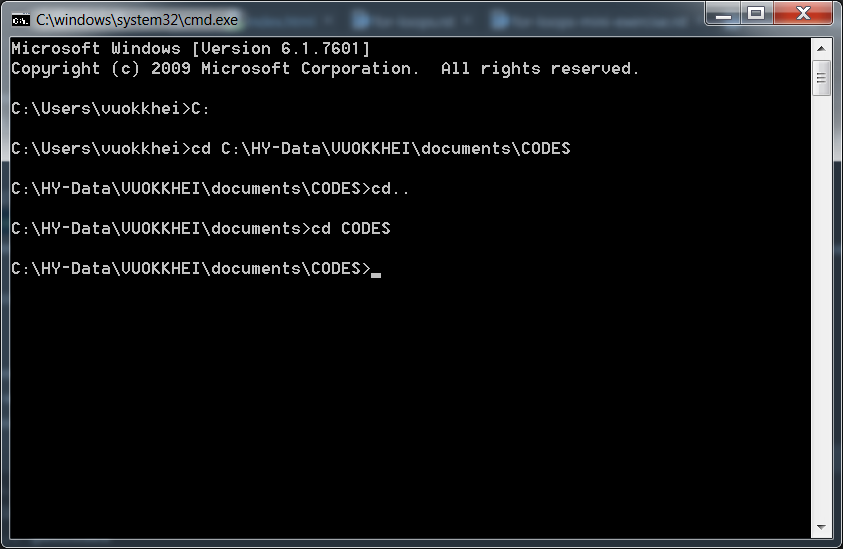 C:\windows\system32\cmd.exe
Microsoft Windows [Version 6.1.7601]
Copyright (c) 2009 Microsoft Corporation.  All rights reserved.
C:\Users\vuokkhei>C:
C:\Users\vuokkhei>cd C:\HY-Data\VUOKKHEI\documents\CODES
C:\HY-Data\VUOKKHEI\documents\CODES>cd..
C:\HY-Data\VUOKKHEI\documents>cd CODES
C:\HY-Data\VUOKKHEI\documents\CODES>